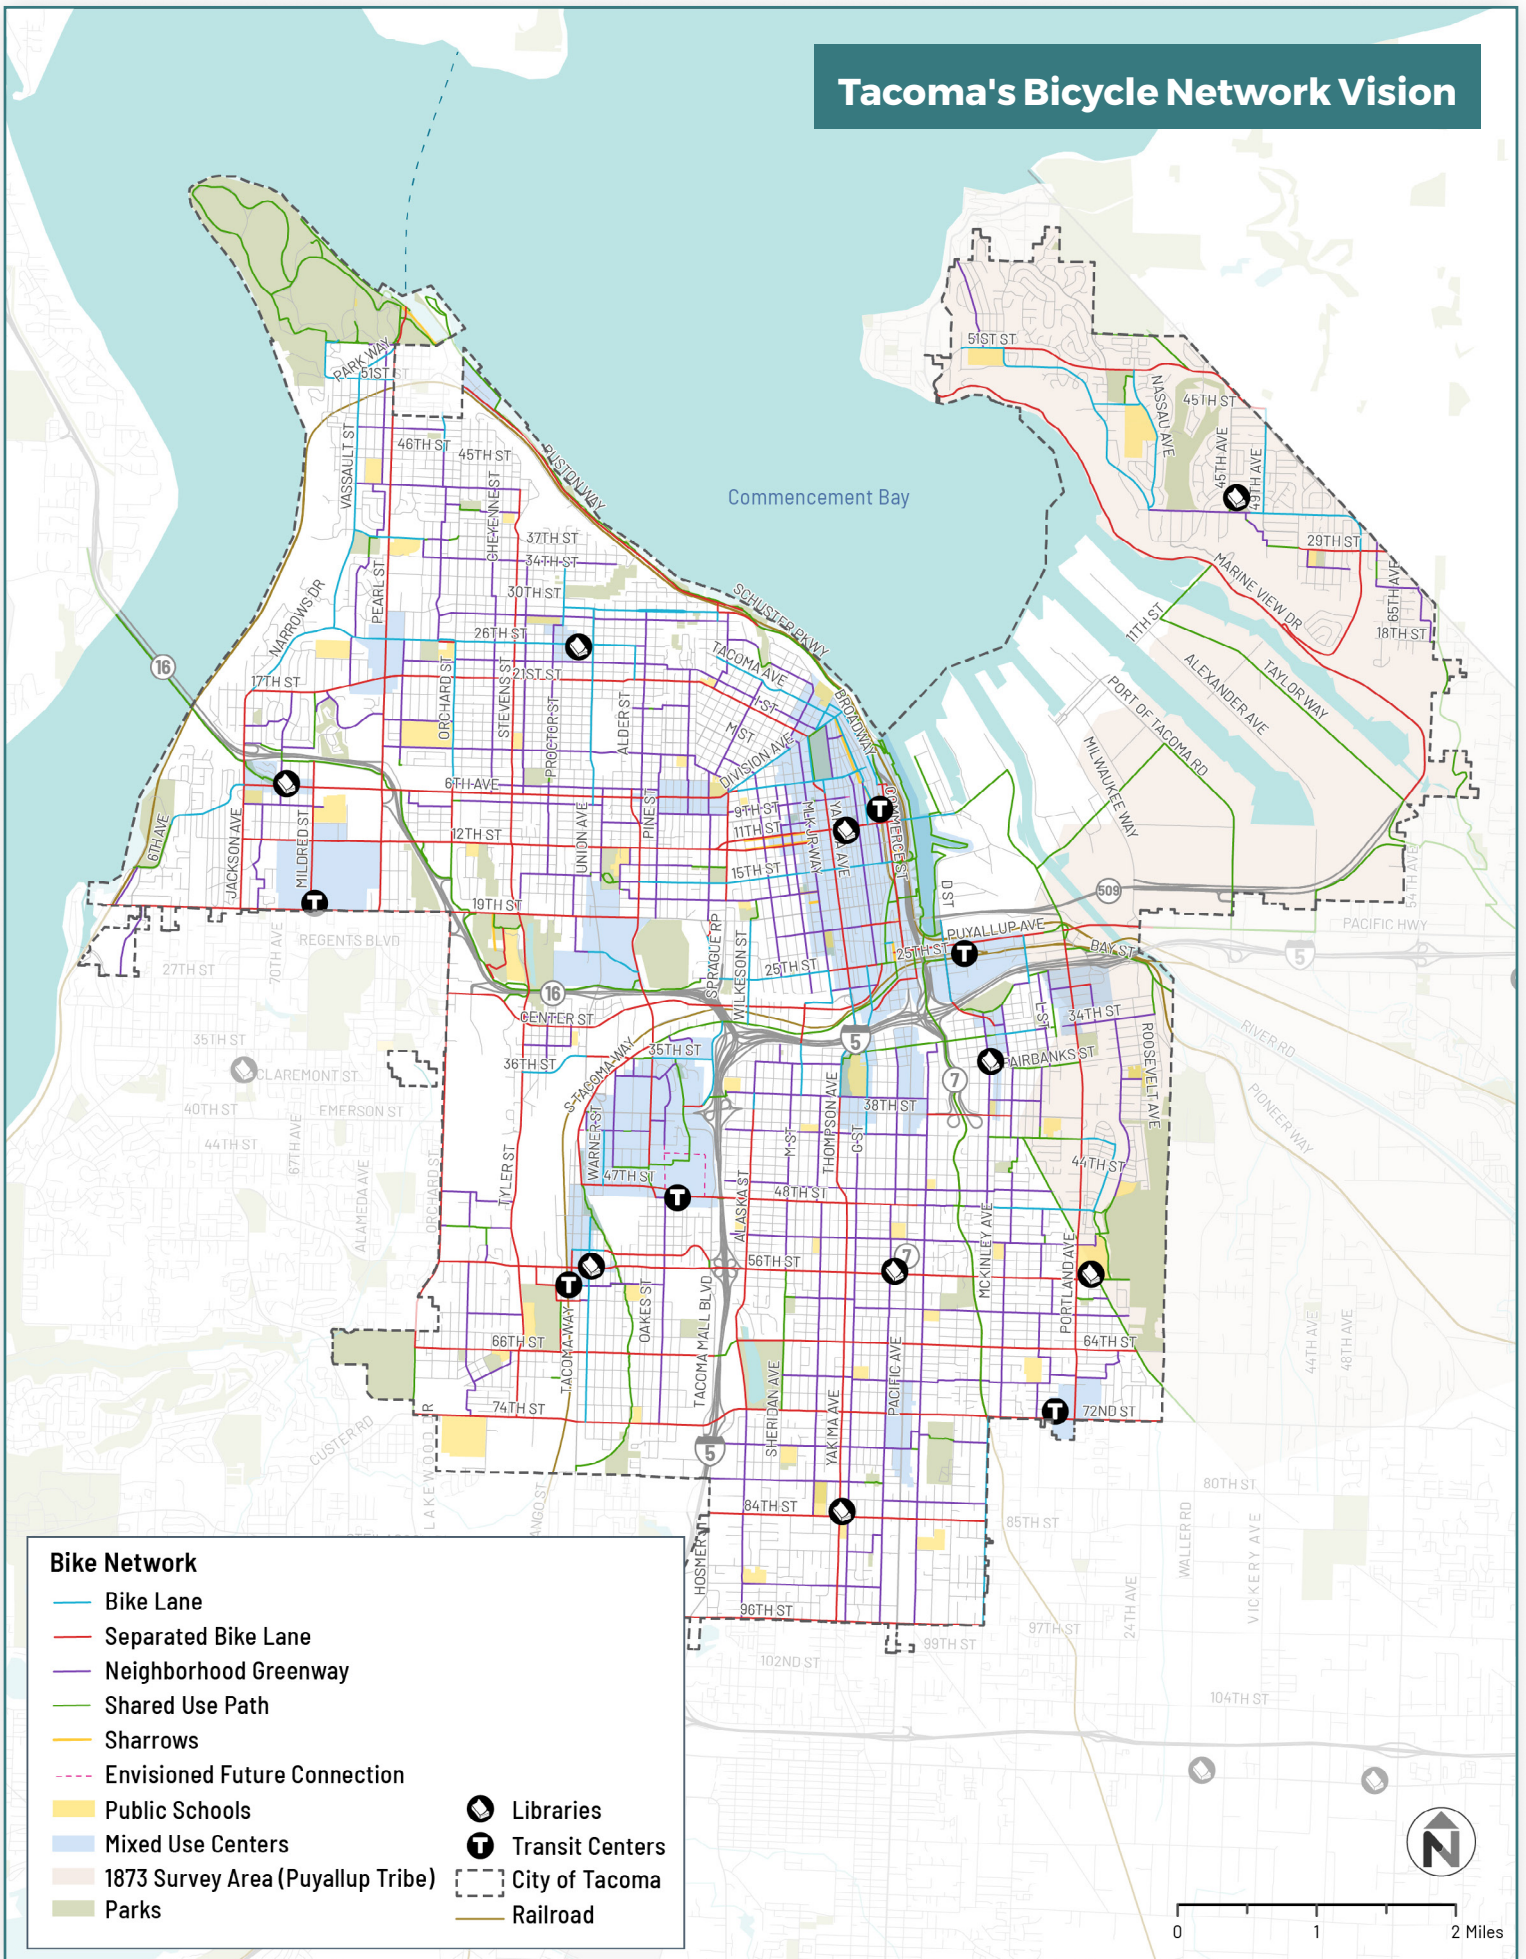 Tacoma's Bicycle Network Vision
51ST ST
PARK WAY
51ST ST
NASSAU AVE
45TH ST
VASSAULT ST
46TH ST
45TH ST
RUSTON WAY
45TH AVE
49TH AVE
CHEYENNE ST
Commencement Bay
37TH ST
34TH ST
29TH ST
PEARL ST
30TH ST
NARROWS DR
SCHUSTER PKWY
MARINE VIEW DR
65TH AVE
11TH ST
26TH ST
18TH ST
16
17TH ST
ORCHARD ST
STEVENS ST
21ST ST
TACOMA AVE
I ST
BROADWAY
ALEXANDER AVE
TAYLOR WAY
PORT OF TACOMA RD
PROCTOR ST
ALDER ST
M ST
DIVISION AVE
MILWAUKEE WAY
6TH AVE
6TH AVE
JACKSON AVE
MILDRED ST
12TH ST
UNION AVE
PINE ST
9TH ST
11TH ST
15TH ST
MLK JR WAY
COMMERCE ST
T
D ST
509
54TH AVE
T
19TH ST
REGENTS BLVD
27TH ST
70TH AVE
SPRAGUE
WILKESON ST
25TH ST
25TH ST
PUYALLUP AVE
T
BAY ST
PACIFIC HWY
5
16
CENTER ST
L ST
34TH ST
ROOSEVELT AVE
RIVER RD
35TH ST
CLAREMONT ST
36TH ST
S TACOMA WAY
35TH ST
5
7
AIRBANKS ST
40TH ST
EMERSON ST
44TH ST
67TH AVE
WARNER ST
38TH ST
THOMPSON AVE
G ST
M ST
PIONEER WAY
ALAMEDA AVE
ORCHARD ST
TYLER ST
47TH ST
T
ALASKA ST
48TH ST
44TH ST
MCKINLEY AVE
PORTLAND AVE
T
56TH ST
7
OAKES ST
TACOMA MALL BLVD
66TH ST
TACOMA WAY
64TH ST
44TH AVE
48TH AVE
SHERIDAN AVE
YAKIMA AVE
PACIFIC AVE
74TH ST
T
72ND ST
CUSTER RD
5
84TH ST
80TH ST
85TH ST
WALLER RD
VICKERY AVE
24TH AVE
HOSMER
96TH ST
97TH ST
99TH ST
102ND ST
104TH ST
Bike Network
Bike Lane
Separated Bike Lane
Neighborhood Greenway
Shared Use Path
Sharrows
Envisioned Future Connection
Public Schools
Mixed Use Centers
1873 Survey Area (Puyallup Tribe)
Parks
Libraries
T Transit Centers
City of Tacoma
Railroad
N
0 1 2 Miles